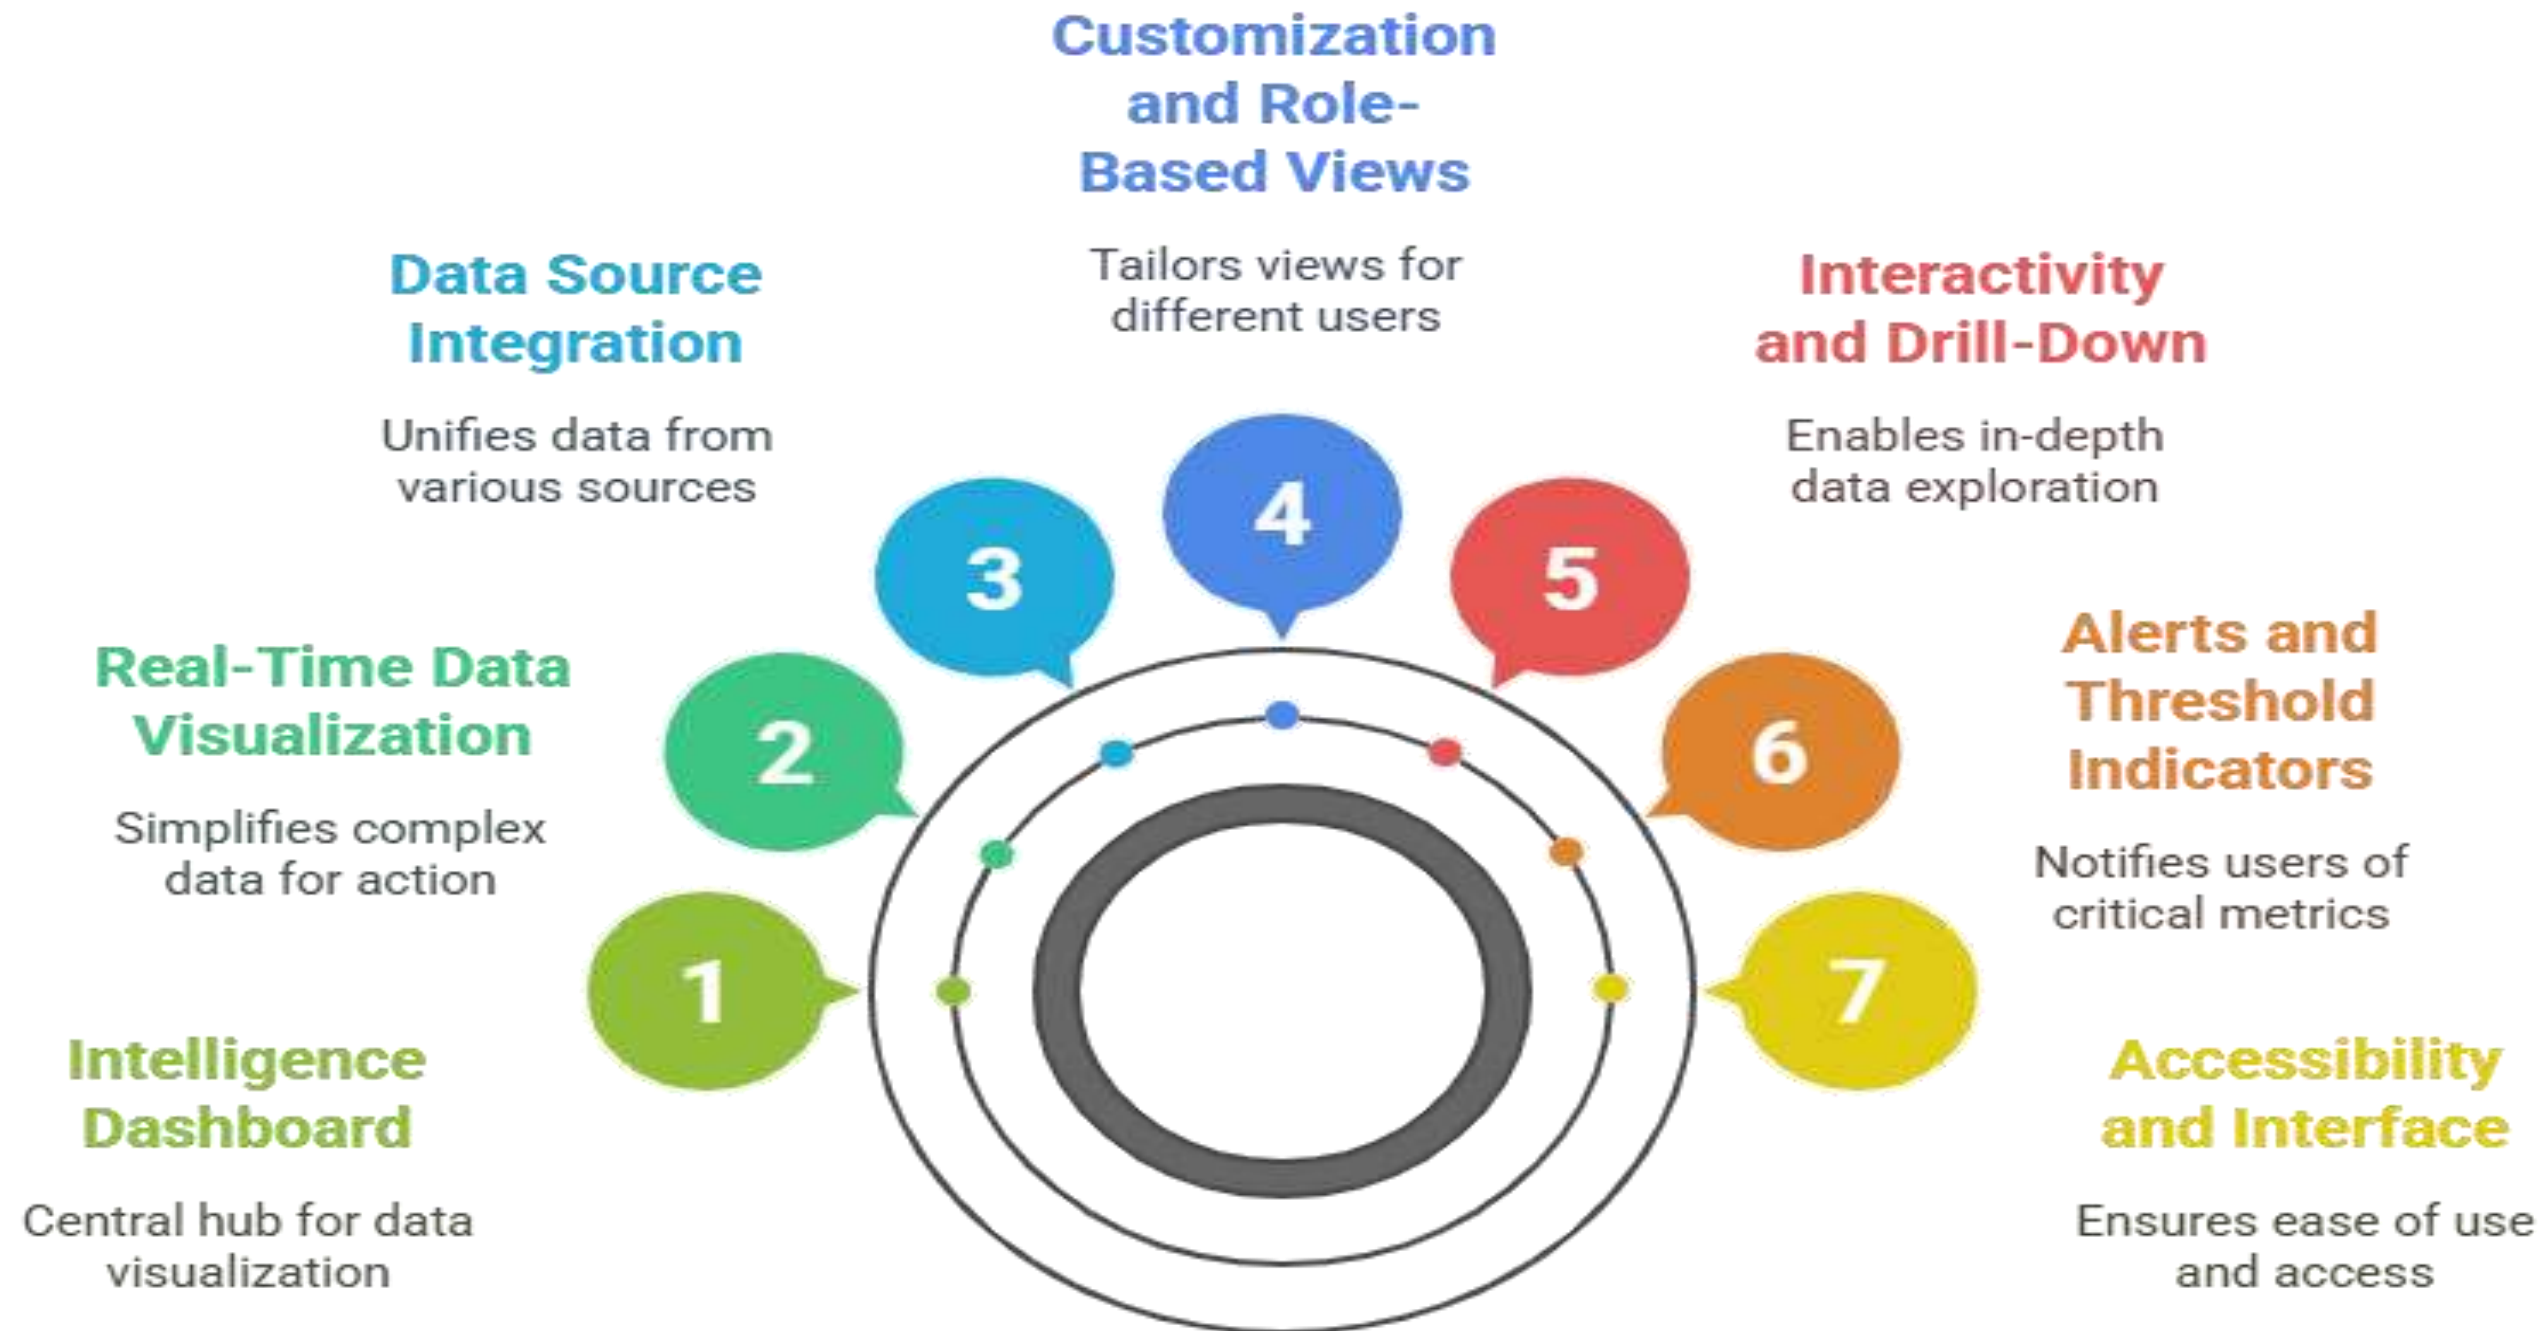 1
Intelligence
Dashboard
Central hub for data
visualization
2
Real-Time Data
Visualization
Simplifies complex
data for action
3
Data Source
Integration
Unifies data from
various sources
4
Customization
and Role-
Based Views
Tailors views for
different users
5
Interactivity
and Drill-Down
Enables in-depth
data exploration
6
Alerts and
Threshold
Indicators
Notifies users of
critical metrics
7
Accessibility
and Interface
Ensures ease of use
and access